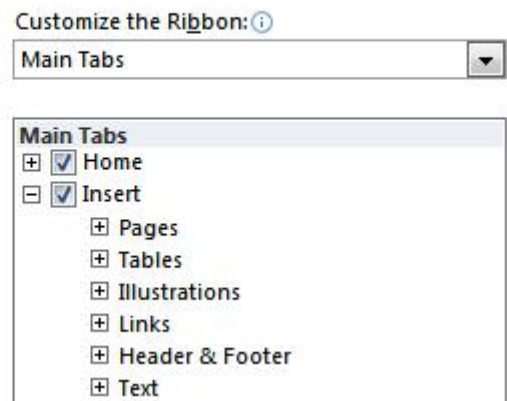 Customize the Ribbon:
Main Tabs
Main Tabs
Home
Insert
Pages
Tables
Illustrations
Links
Header & Footer
Text